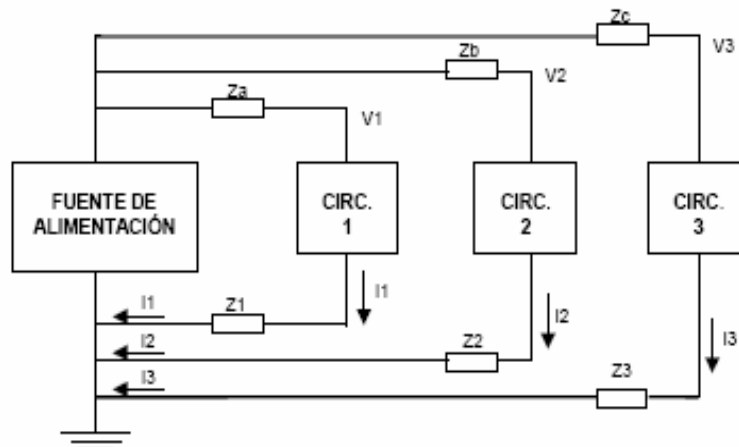 Zc
V3
Zb
V2
Za
V1
FUENTE DE
ALIMENTACIÓN
CIRC.
1
CIRC.
2
CIRC.
3
I1
Z1
I1
I2
Z2
I2
I3
Z3
I3